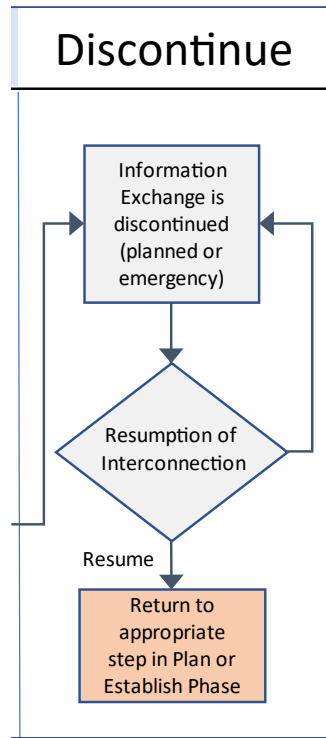 Discontinue
Information
Exchange is
discontinued
(planned or
emergency)
Resumption of
Interconnection
Resume
Return to
appropriate
step in Plan or
Establish Phase